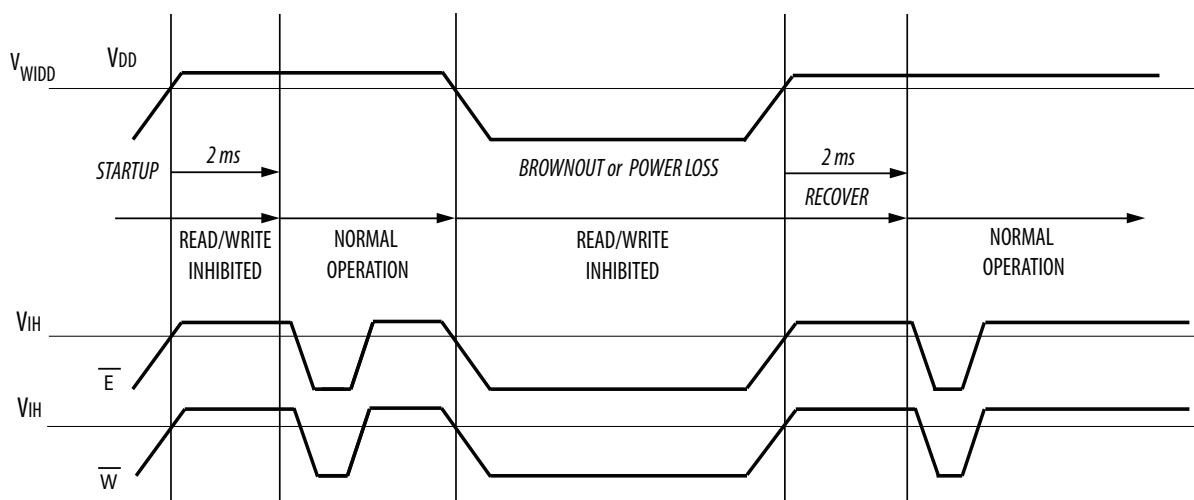 VWIDD VDD
STARTUP 2 ms BROWNOUT or POWER LOSS 2 ms
RECOVER
READ/WRITE
INHIBITED
NORMAL
OPERATION
READ/WRITE
INHIBITED
NORMAL
OPERATION
VIH
E
VIH
W